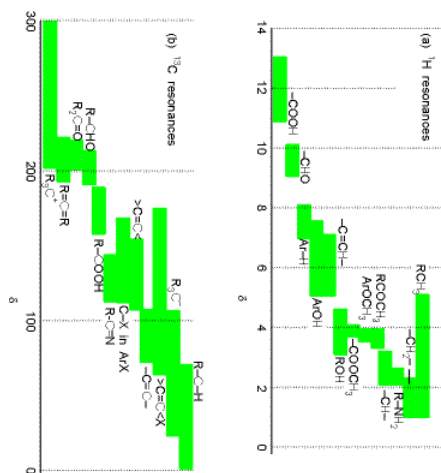 (a) ¹H resonances
–COOH
–CHO
Ar–H
ArOH
–C=CH–
ROH
–COOCH₃
ArOCH₃
RCOCH₃
–CH–
R–NH₂
–CH₂–
RCH₃
14
12
10
8
6
4
2
0
δ
(b) ¹³C resonances
R₃C⁺
R₂C=O
R=C=R
R–CHO
R–COOH
R-C≡N
C–X in ArX
>C=C<
–C≡C–
>C=C<X
R₃C⁻
R–C–H
300
200
100
0
δ